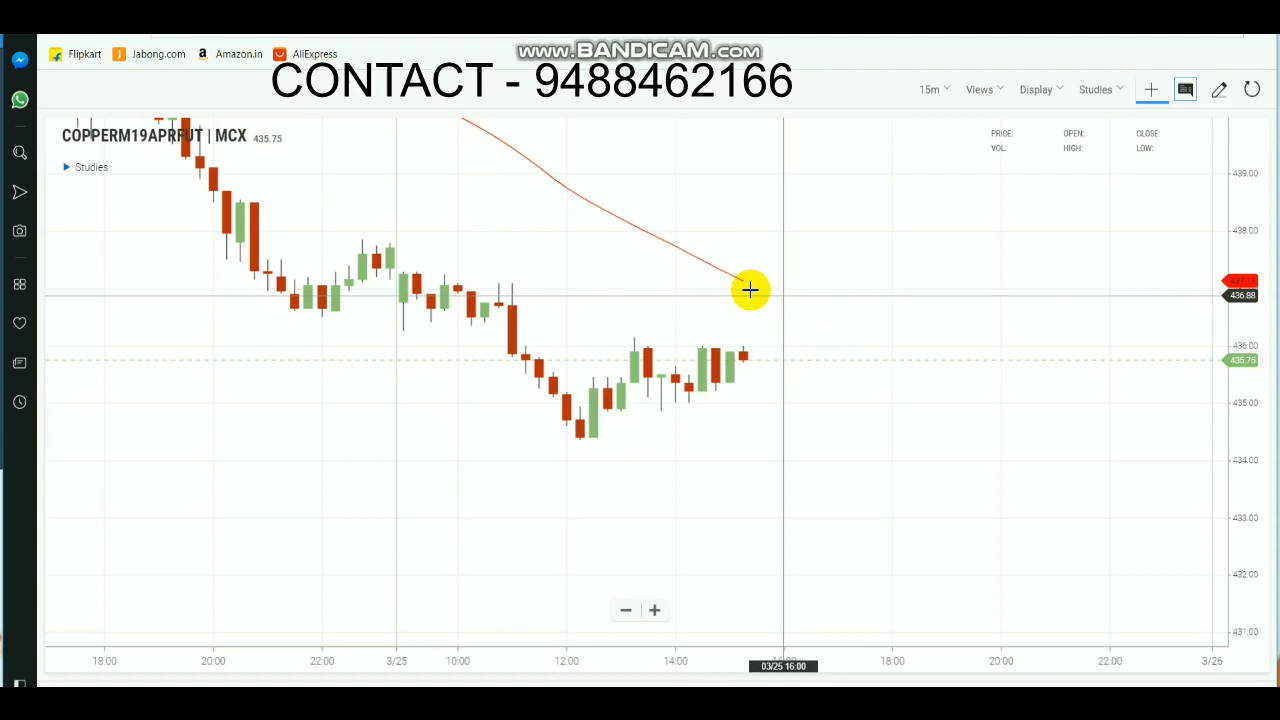 Flipkart Jabong.com Amazon.in AliExpress
www.BANDICAM.com
CONTACT - 9488462166
15m Views Display Studies
COPPERM19APRFUT | MCX 435.75
PRICE: OPEN: CLOSE:
VOL: HIGH: LOW:
Studies
439.00
438.00
436.88
436.00
435.75
435.00
434.00
433.00
432.00
431.00
18:00 20:00 22:00 3/25 10:00 12:00 14:00 18:00 20:00 22:00 3/26
03/25 16:00